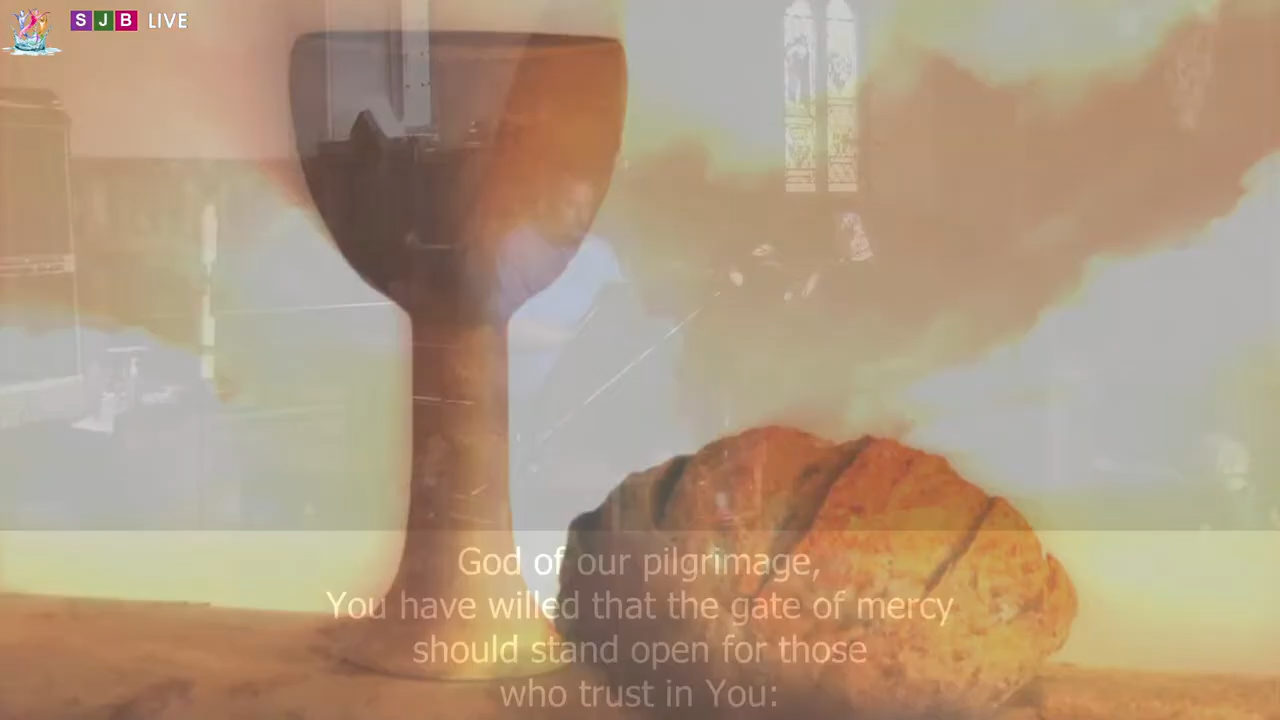 SJB LIVE
God of our pilgrimage,
You have willed that the gate of mercy
should stand open for those
who trust in You: